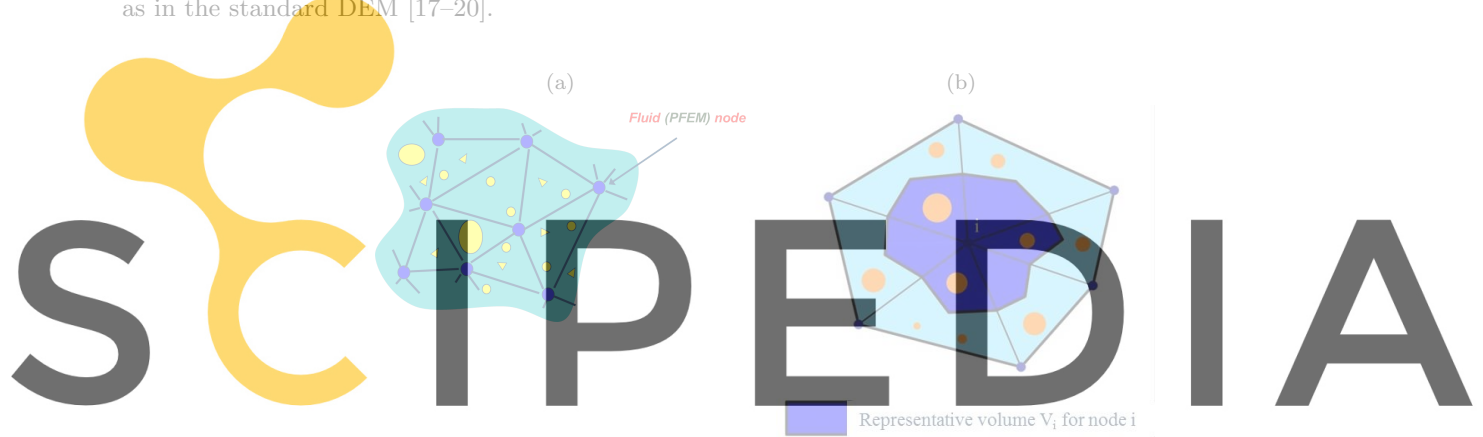 as in the standard DEM [17–20].
(a)
(b)
Fluid (PFEM) node
i
SCIPEDIA
Representative volume Vi for node i